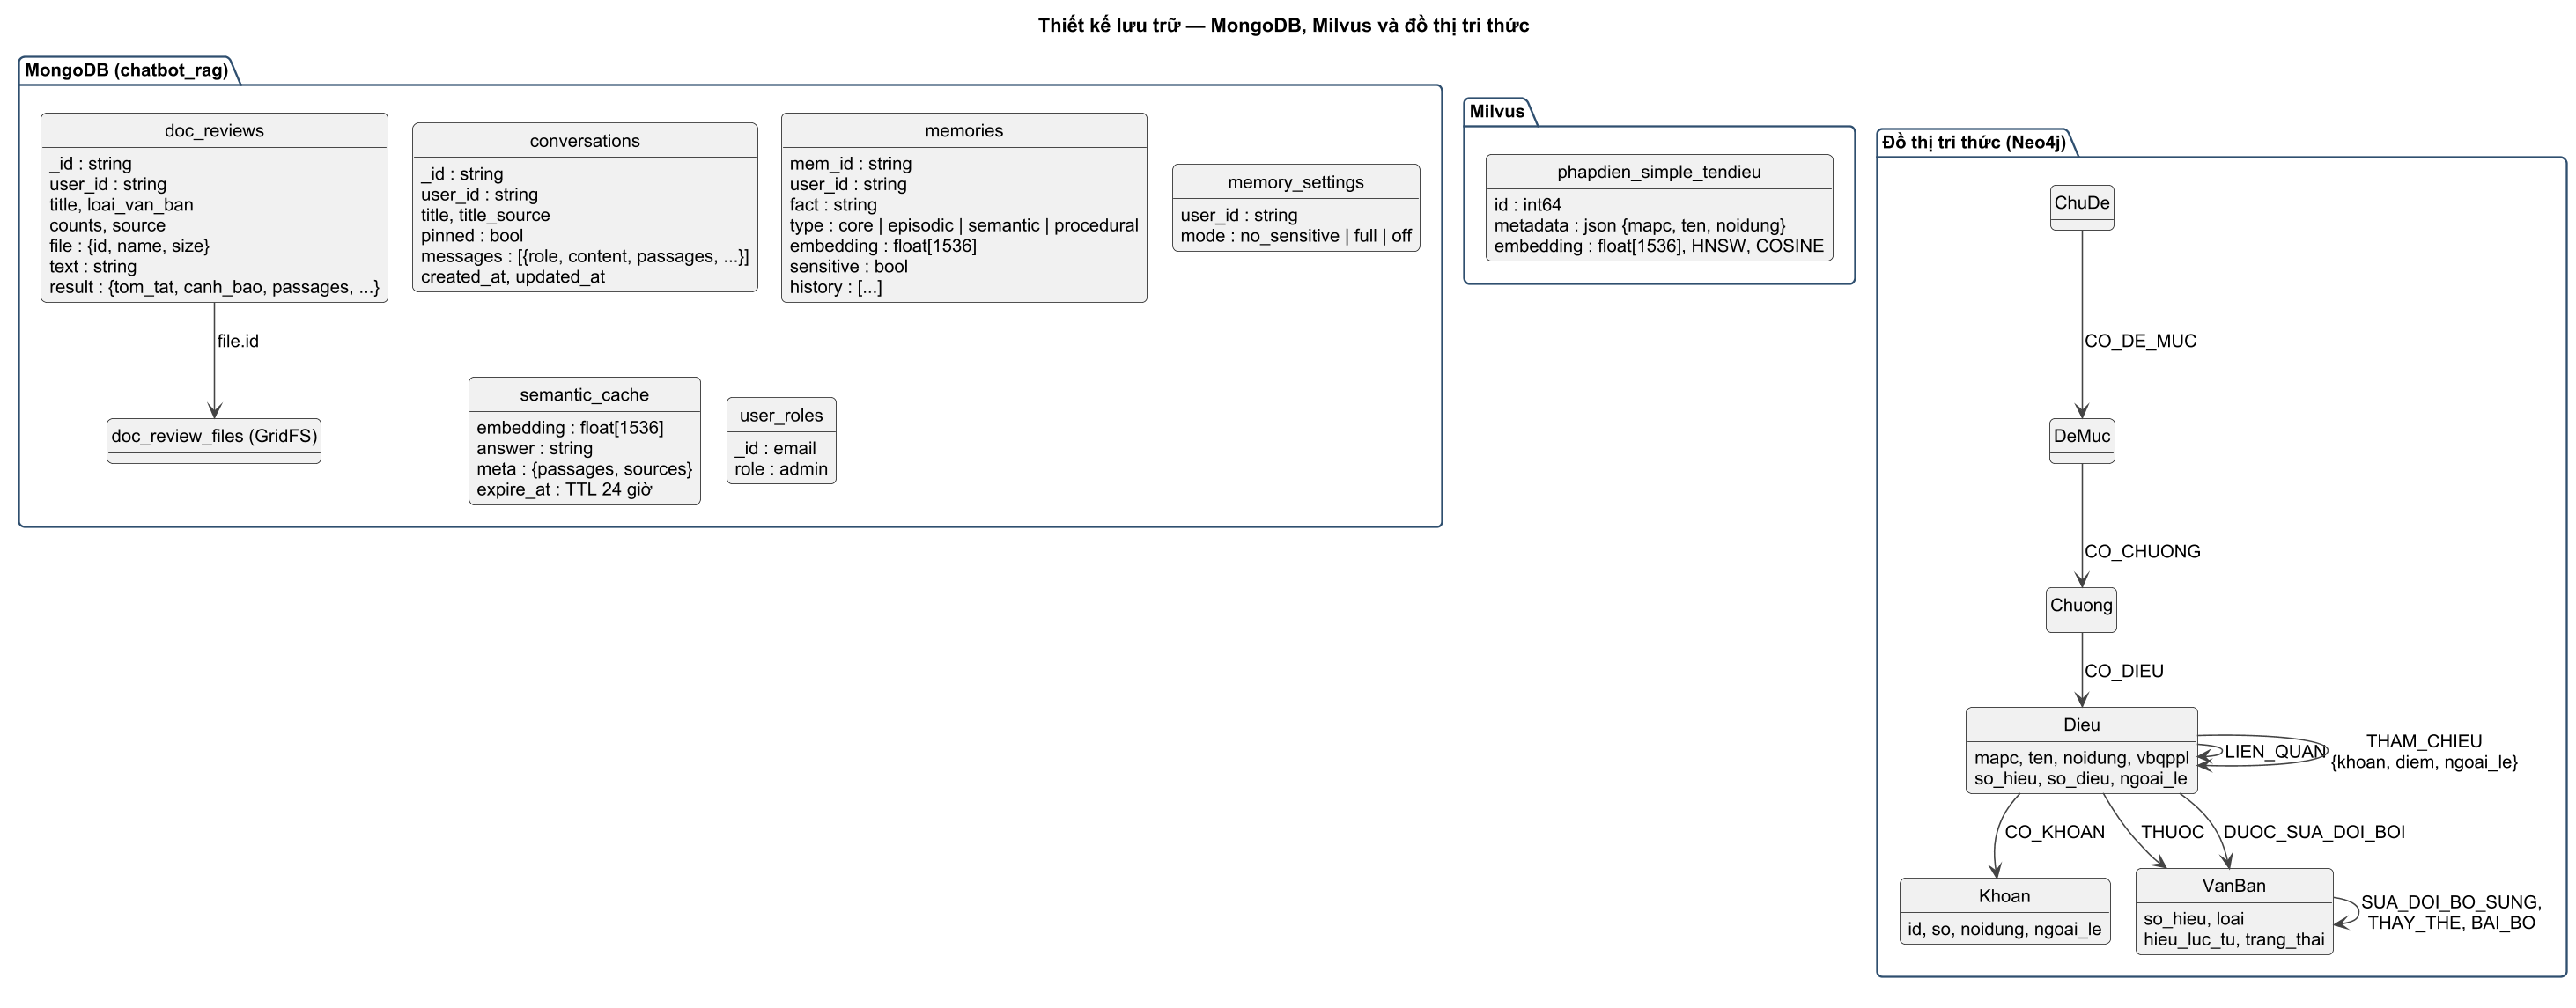 Thiết kế lưu trữ — MongoDB, Milvus và đồ thị tri thức
MongoDB (chatbot_rag)
doc_reviews
_id : string
user_id : string
title, loai_van_ban
counts, source
file : {id, name, size}
text : string
result : {tom_tat, canh_bao, passages, ...}
conversations
_id : string
user_id : string
title, title_source
pinned : bool
messages : [{role, content, passages, ...}]
created_at, updated_at
memories
mem_id : string
user_id : string
fact : string
type : core | episodic | semantic | procedural
embedding : float[1536]
sensitive : bool
history : [...]
memory_settings
user_id : string
mode : no_sensitive | full | off
file.id
doc_review_files (GridFS)
semantic_cache
embedding : float[1536]
answer : string
meta : {passages, sources}
expire_at : TTL 24 giờ
user_roles
_id : email
role : admin
Milvus
phapdien_simple_tendieu
id : int64
metadata : json {mapc, ten, noidung}
embedding : float[1536], HNSW, COSINE
Đồ thị tri thức (Neo4j)
ChuDe
CO_DE_MUC
DeMuc
CO_CHUONG
Chuong
CO_DIEU
Dieu
mapc, ten, noidung, vbqppl
so_hieu, so_dieu, ngoai_le
LIEN_QUAN
THAM_CHIEU
{khoan, diem, ngoai_le}
CO_KHOAN
THUOC
DUOC_SUA_DOI_BOI
Khoan
id, so, noidung, ngoai_le
VanBan
so_hieu, loai
hieu_luc_tu, trang_thai
SUA_DOI_BO_SUNG,
THAY_THE, BAI_BO